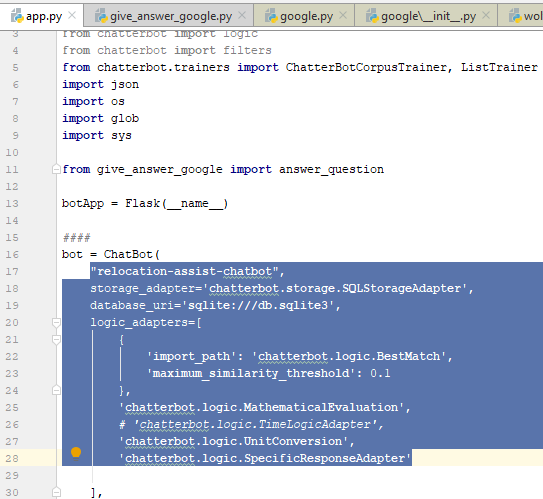 app.py × give_answer_google.py × google.py × google\__init__.py × wol
3 from chatterbot import logic
4 from chatterbot import filters
5 from chatterbot.trainers import ChatterBotCorpusTrainer, ListTrainer
6 import json
7 import os
8 import glob
9 import sys
10
11 from give_answer_google import answer_question
12
13 botApp = Flask(__name__)
14
15 ####
16 bot = ChatBot(
17 "relocation-assist-chatbot",
18 storage_adapter='chatterbot.storage.SQLStorageAdapter',
19 database_uri='sqlite:///db.sqlite3',
20 logic_adapters=[
21 {
22 'import_path': 'chatterbot.logic.BestMatch',
23 'maximum_similarity_threshold': 0.1
24 },
25 'chatterbot.logic.MathematicalEvaluation',
26 # 'chatterbot.logic.TimeLogicAdapter',
27 'chatterbot.logic.UnitConversion',
28 'chatterbot.logic.SpecificResponseAdapter'
29
30 ],